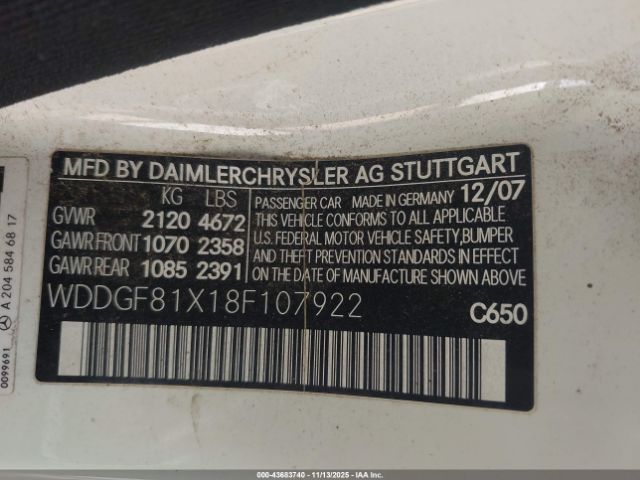 MFD BY DAIMLERCHRYSLER AG STUTTGART
KG LBS
GVWR 2120 4672
GAWR FRONT 1070 2358
GAWR REAR 1085 2391
PASSENGER CAR MADE IN GERMANY 12/07
THIS VEHICLE CONFORMS TO ALL APPLICABLE
U.S. FEDERAL MOTOR VEHICLE SAFETY, BUMPER
AND THEFT PREVENTION STANDARDS IN EFFECT
ON THE DATE OF MANUFACTURE SHOWN ABOVE
WDDGF81X18F107922
C650
A 204 584 68 17
0099691
000-43683740 - 11/13/2025 - IAAI.COM